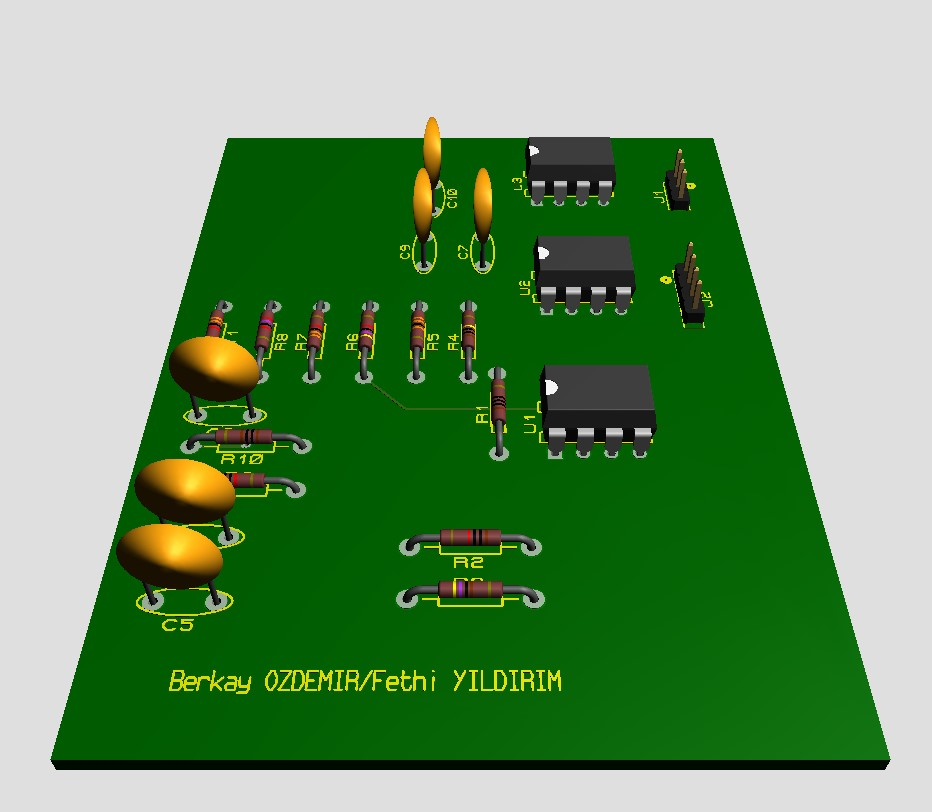 C10
U3
J1
C9
C7
U2
J2
R8
R7
R6
R5
R4
R1
U1
R10
R2
C5
Berkay OZDEMIR/Fethi YILDIRIM